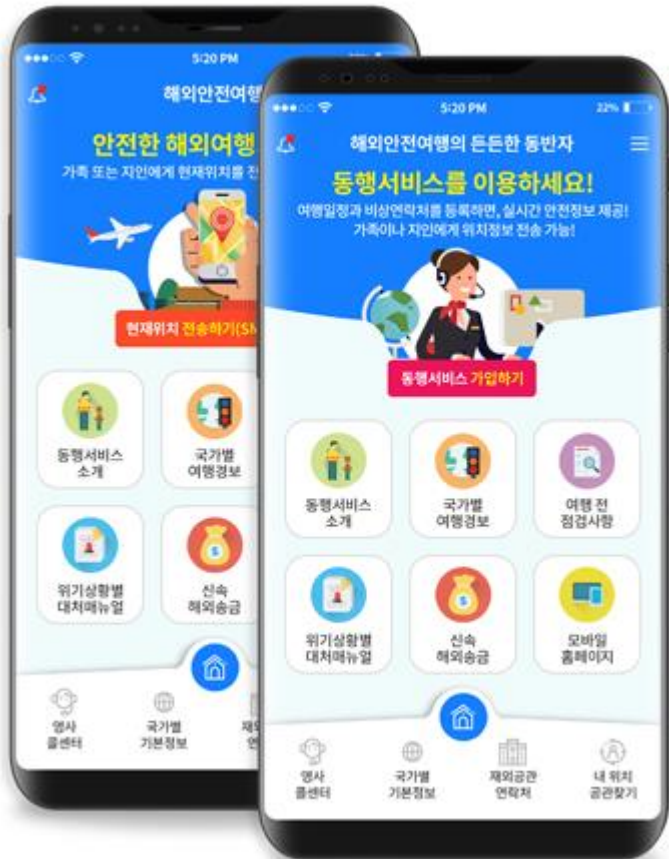 5:20 PM
해외안전여행
안전한 해외여행
가족 또는 지인에게 현재위치를 전
현재위치 전송하기(SM
동행서비스
소개
국가별
여행경보
위기상황별
대처매뉴얼
신속
해외송금
영사
콜센터
국가별
기본정보
5:20 PM
22%
해외안전여행의 든든한 동반자
동행서비스를 이용하세요!
여행일정과 비상연락처를 등록하면, 실시간 안전정보 제공!
가족이나 지인에게 위치정보 전송 가능!
동행서비스 가입하기
동행서비스
소개
국가별
여행경보
여행 전
점검사항
위기상황별
대처매뉴얼
신속
해외송금
모바일
홈페이지
영사
콜센터
국가별
기본정보
재외공관
연락처
내 위치
공관찾기